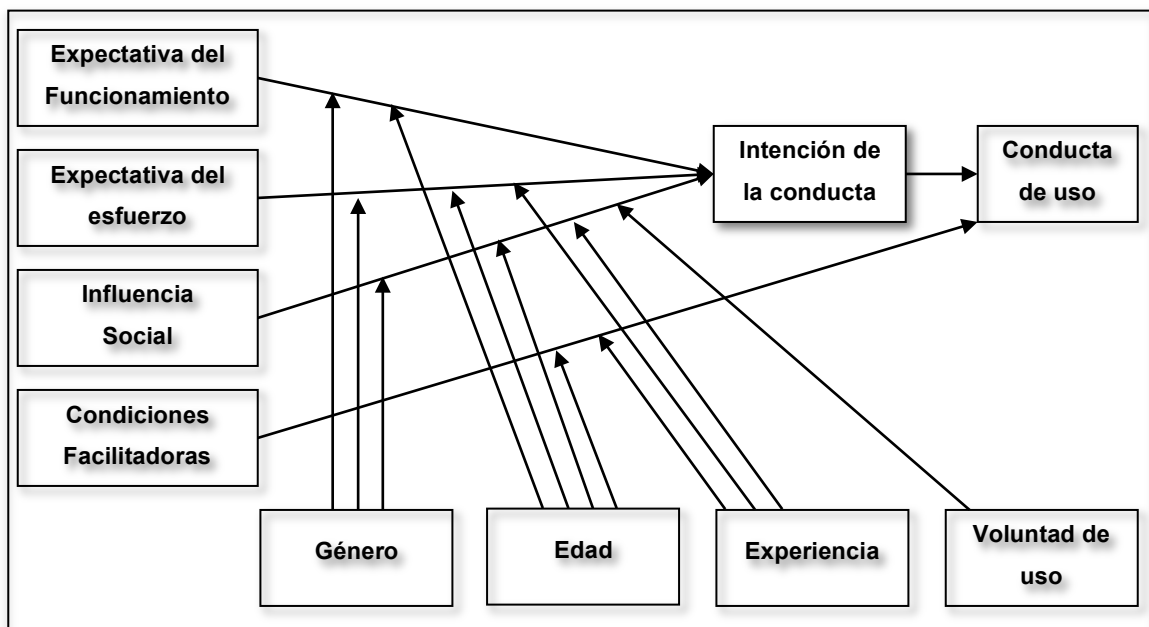 Expectativa del
Funcionamiento
Expectativa del
esfuerzo
Intención de
la conducta
Conducta
de uso
Influencia
Social
Condiciones
Facilitadoras
Género
Edad
Experiencia
Voluntad de
uso